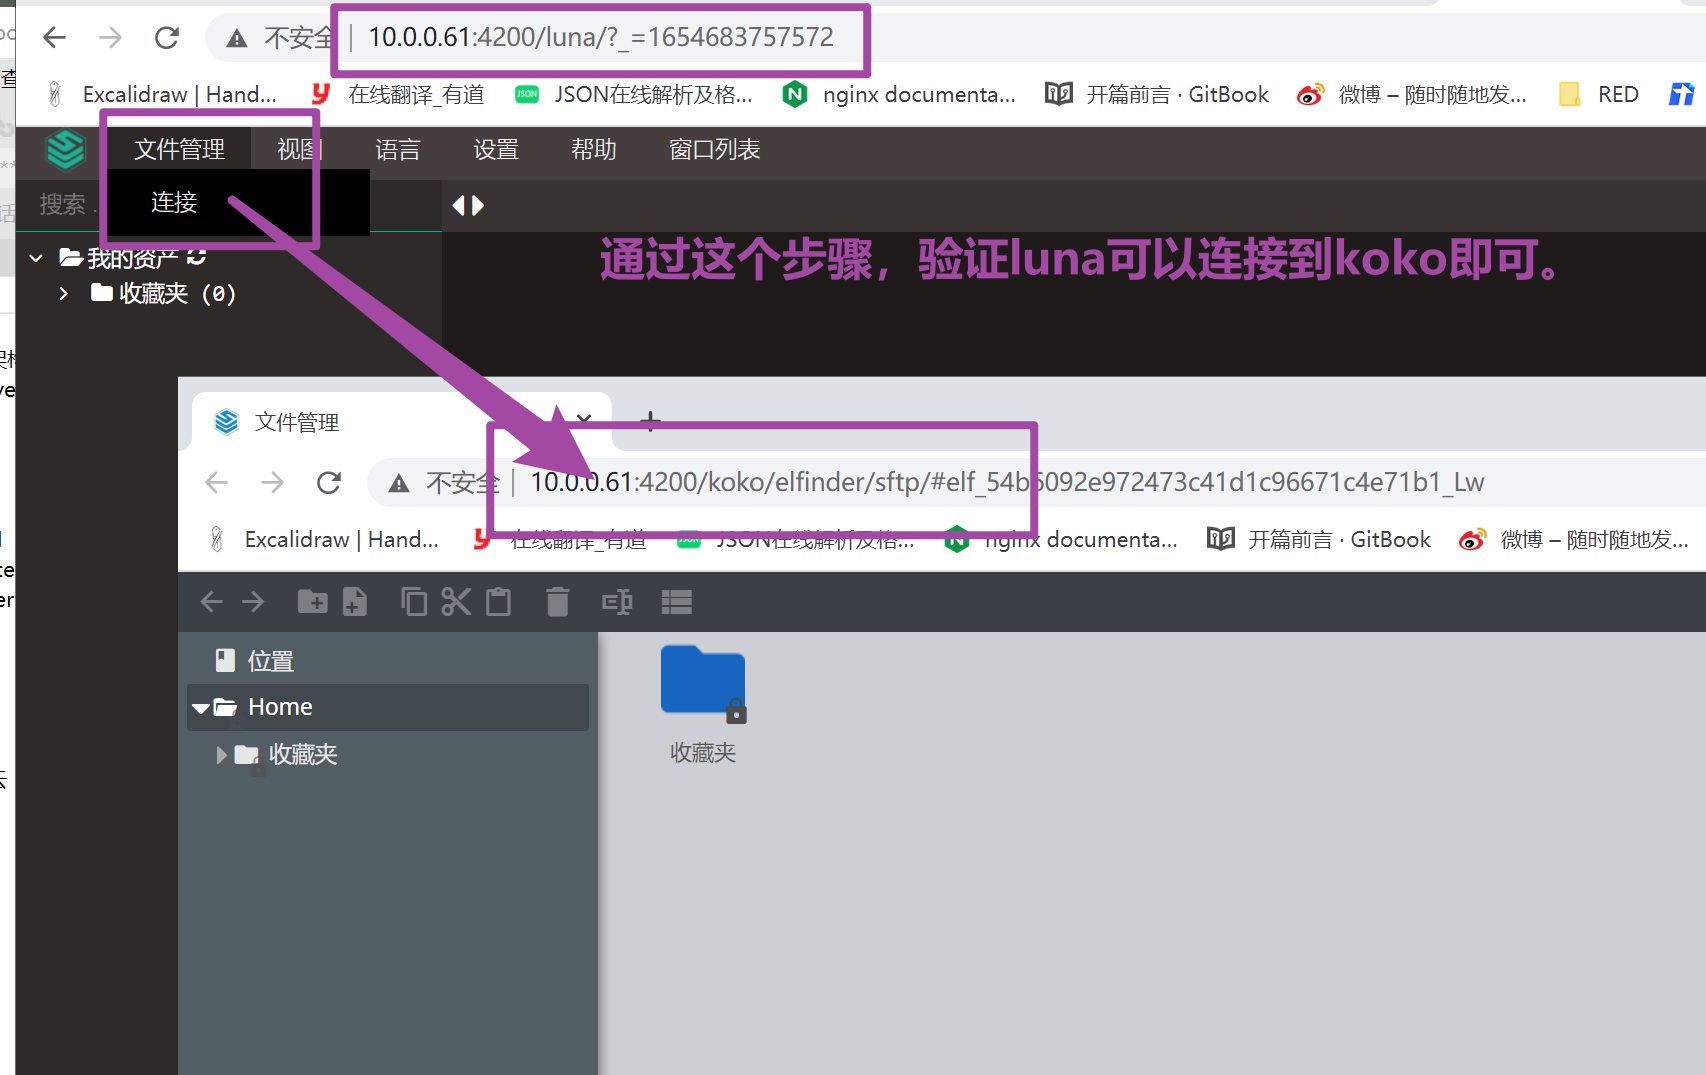 不安全 10.0.0.61:4200/luna/?_=1654683757572
Excalidraw | Hand... 在线翻译_有道 JSON在线解析及格... nginx documenta... 开篇前言 · GitBook 微博 – 随时随地发... RED
文件管理 视图 语言 设置 帮助 窗口列表
搜索 连接
通过这个步骤，验证luna可以连接到koko即可。
我的资产
收藏夹 (0)
文件管理
不安全 10.0.0.61:4200/koko/elfinder/sftp/#elf_54b6092e972473c41d1c96671c4e71b1_Lw
Excalidraw | Hand... 在线翻译_有道 JSON在线解析及格... nginx documenta... 开篇前言 · GitBook 微博 – 随时随地发...
位置
Home
收藏夹
收藏夹